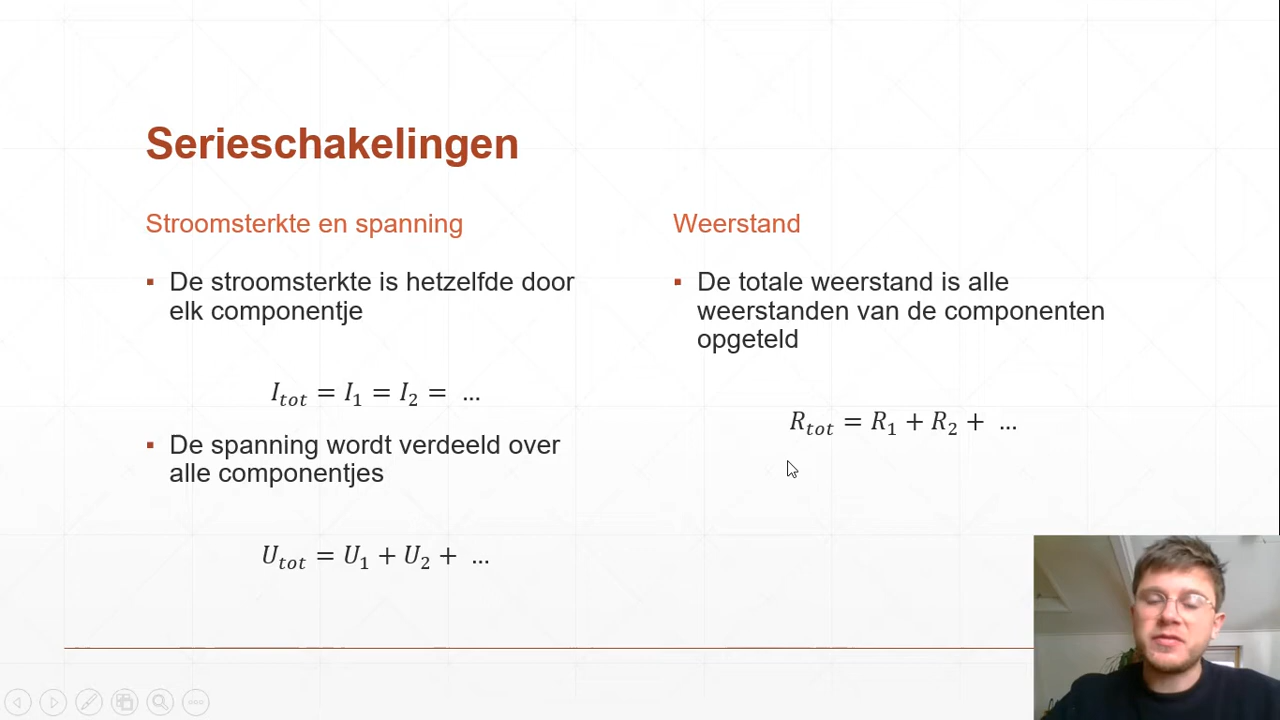 Serieschakelingen
Stroomsterkte en spanning
▪ De stroomsterkte is hetzelfde door
elk componentje
I_tot = I_1 = I_2 = ...
▪ De spanning wordt verdeeld over
alle componentjes
U_tot = U_1 + U_2 + ...
Weerstand
▪ De totale weerstand is alle
weerstanden van de componenten
opgeteld
R_tot = R_1 + R_2 + ...